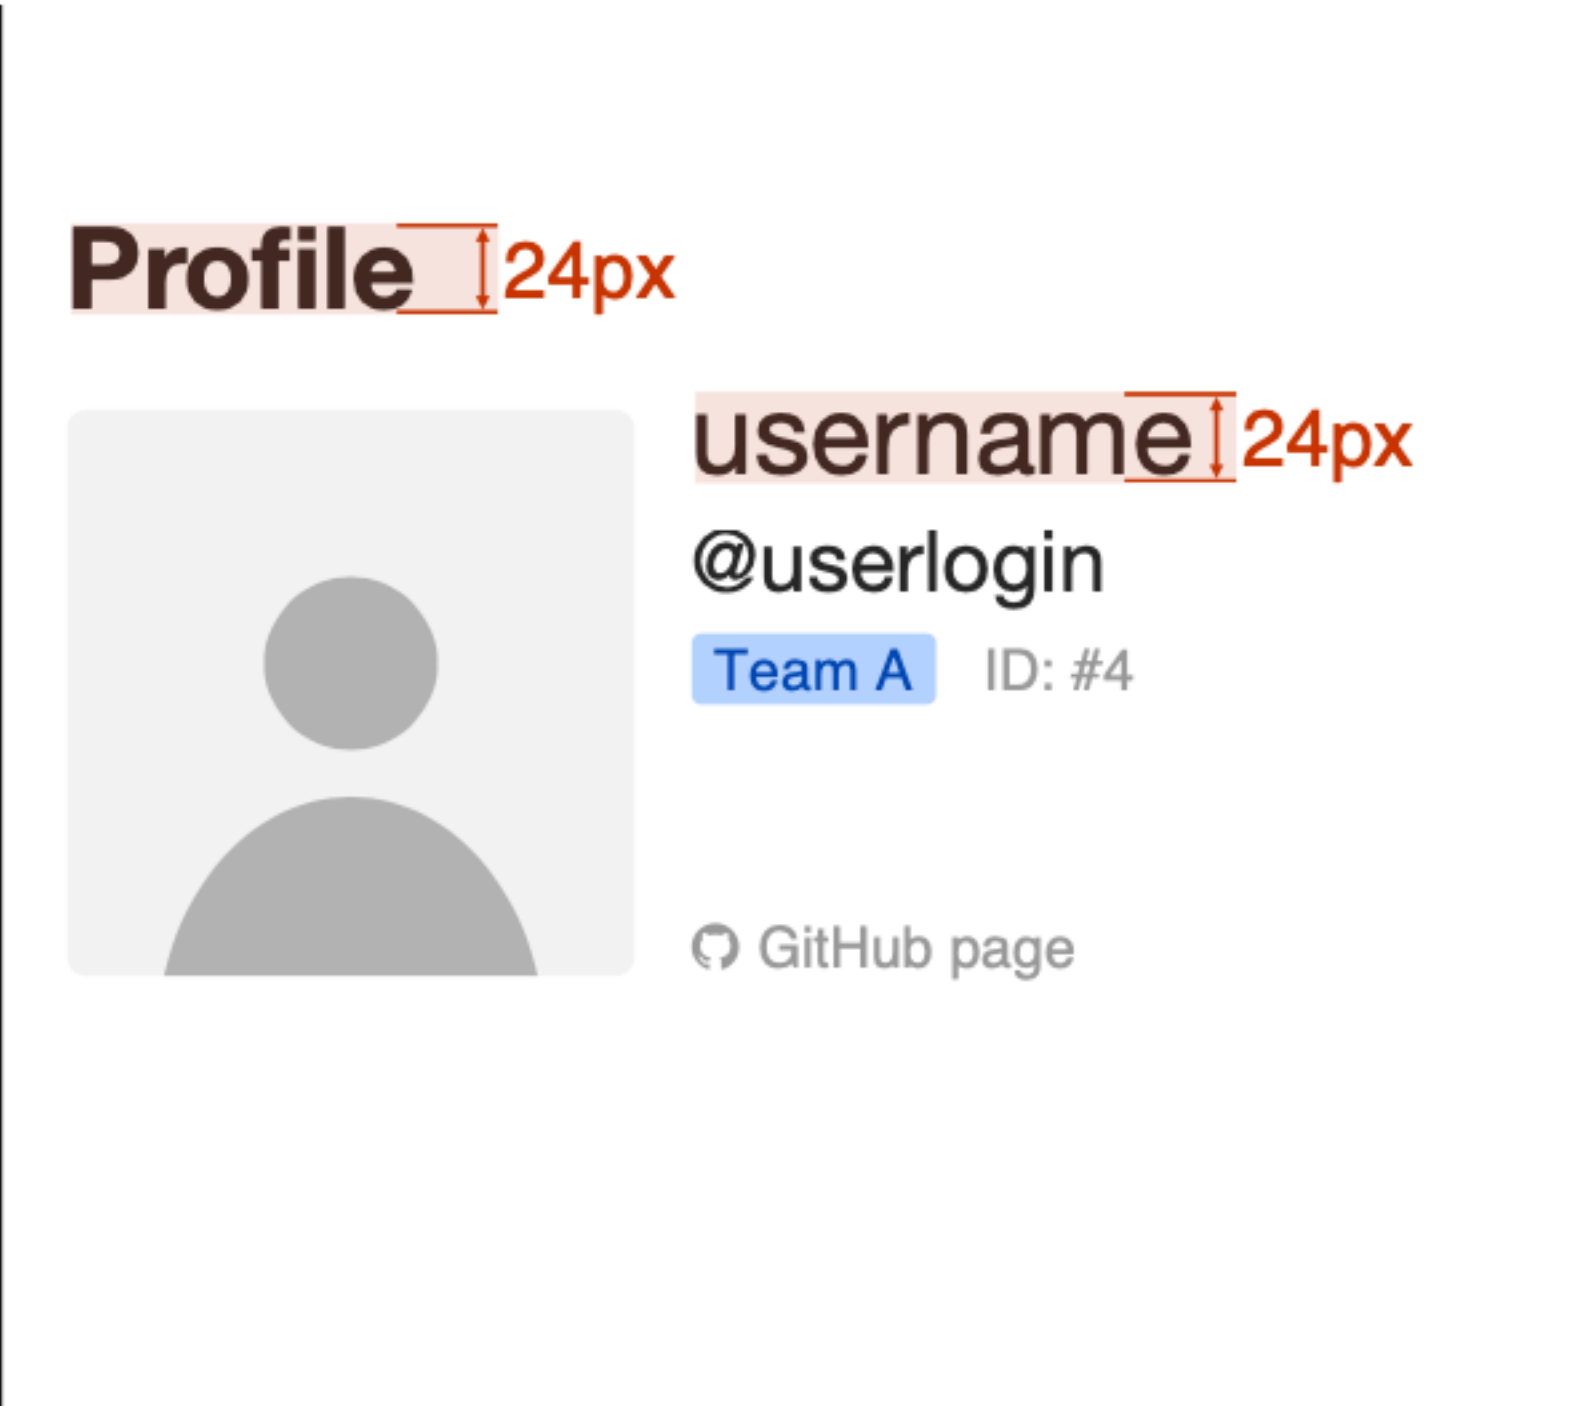 Profile 24px
username 24px
@userlogin
Team A ID: #4
GitHub page